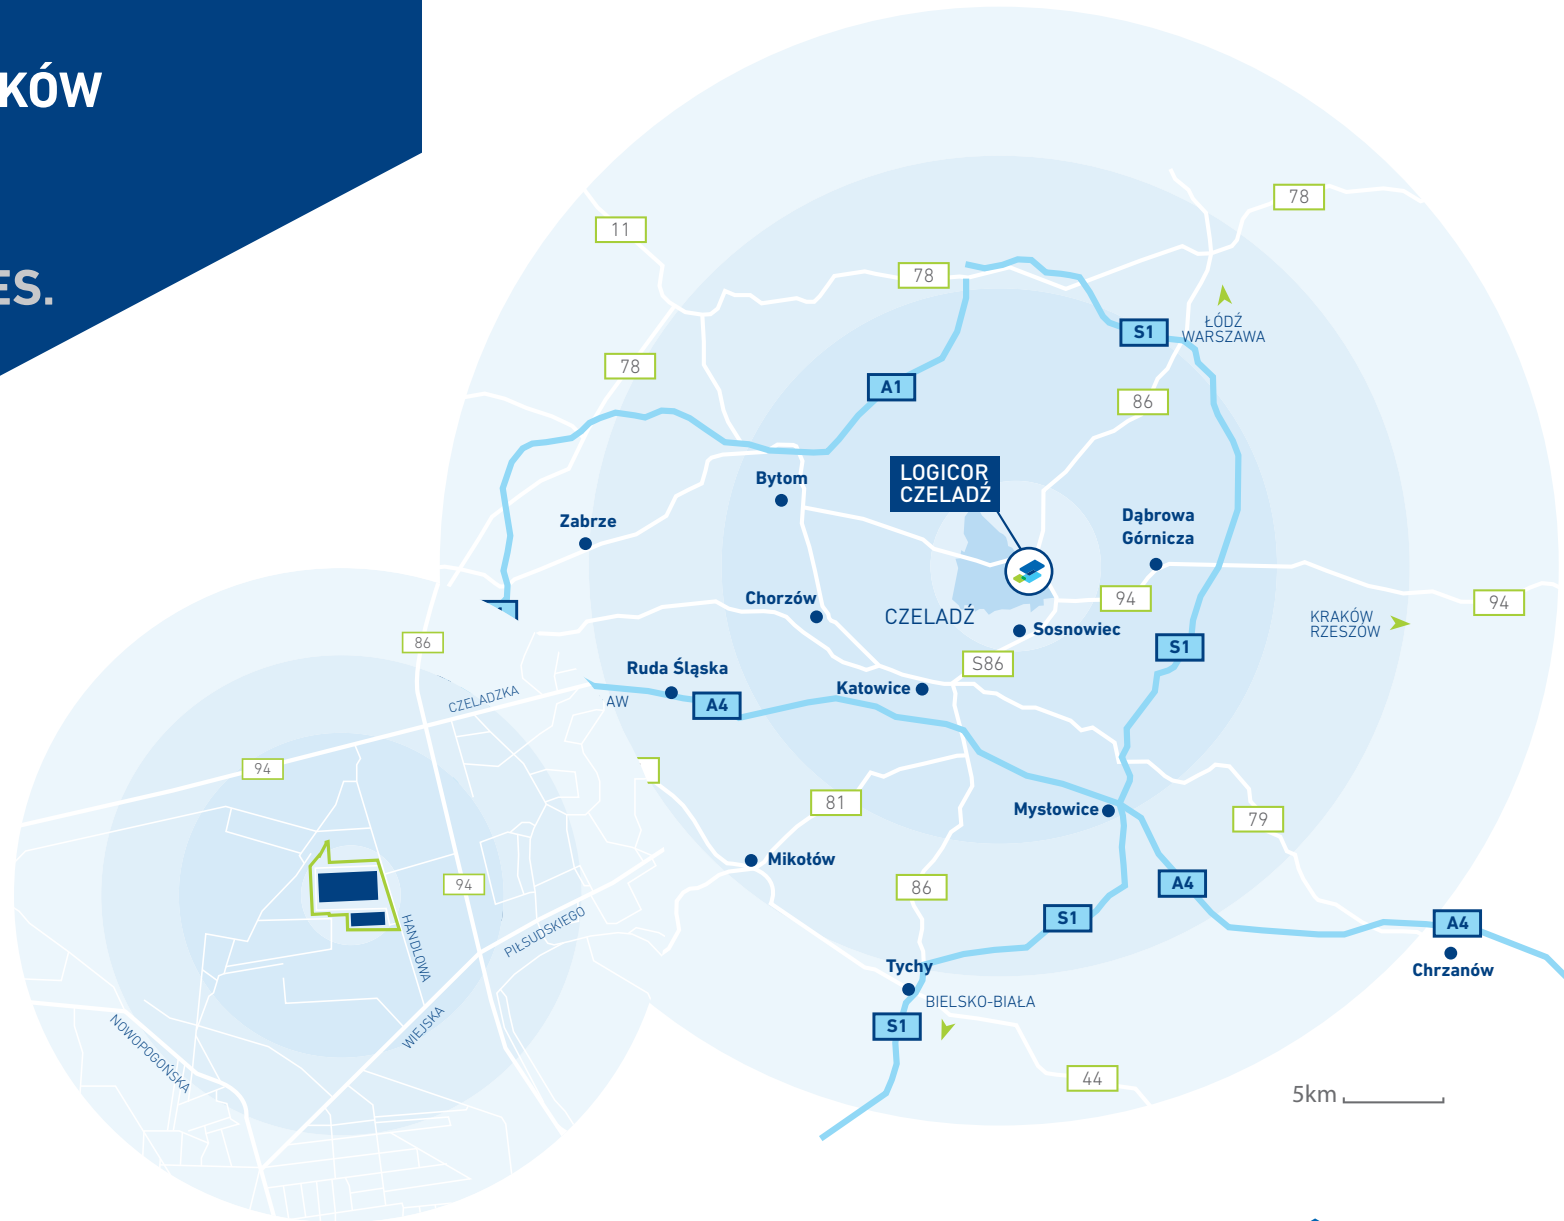 KÓW
ES.
11
78
78
78
A1
S1
ŁÓDŹ
WARSZAWA
86
LOGICOR
CZELADŹ
Bytom
Zabrze
Dąbrowa
Górnicza
Chorzów
CZELADŹ
94
94
Sosnowiec
KRAKÓW
RZESZÓW
S1
S86
Ruda Śląska
Katowice
A4
AW
86
CZELADZKA
94
81
Mysłowice
79
Mikołów
86
A4
94
HANDLOWA
PIŁSUDSKIEGO
S1
A4
Chrzanów
Tychy
BIELSKO-BIAŁA
S1
WIEJSKA
NOWOPOGOŃSKA
44
5km